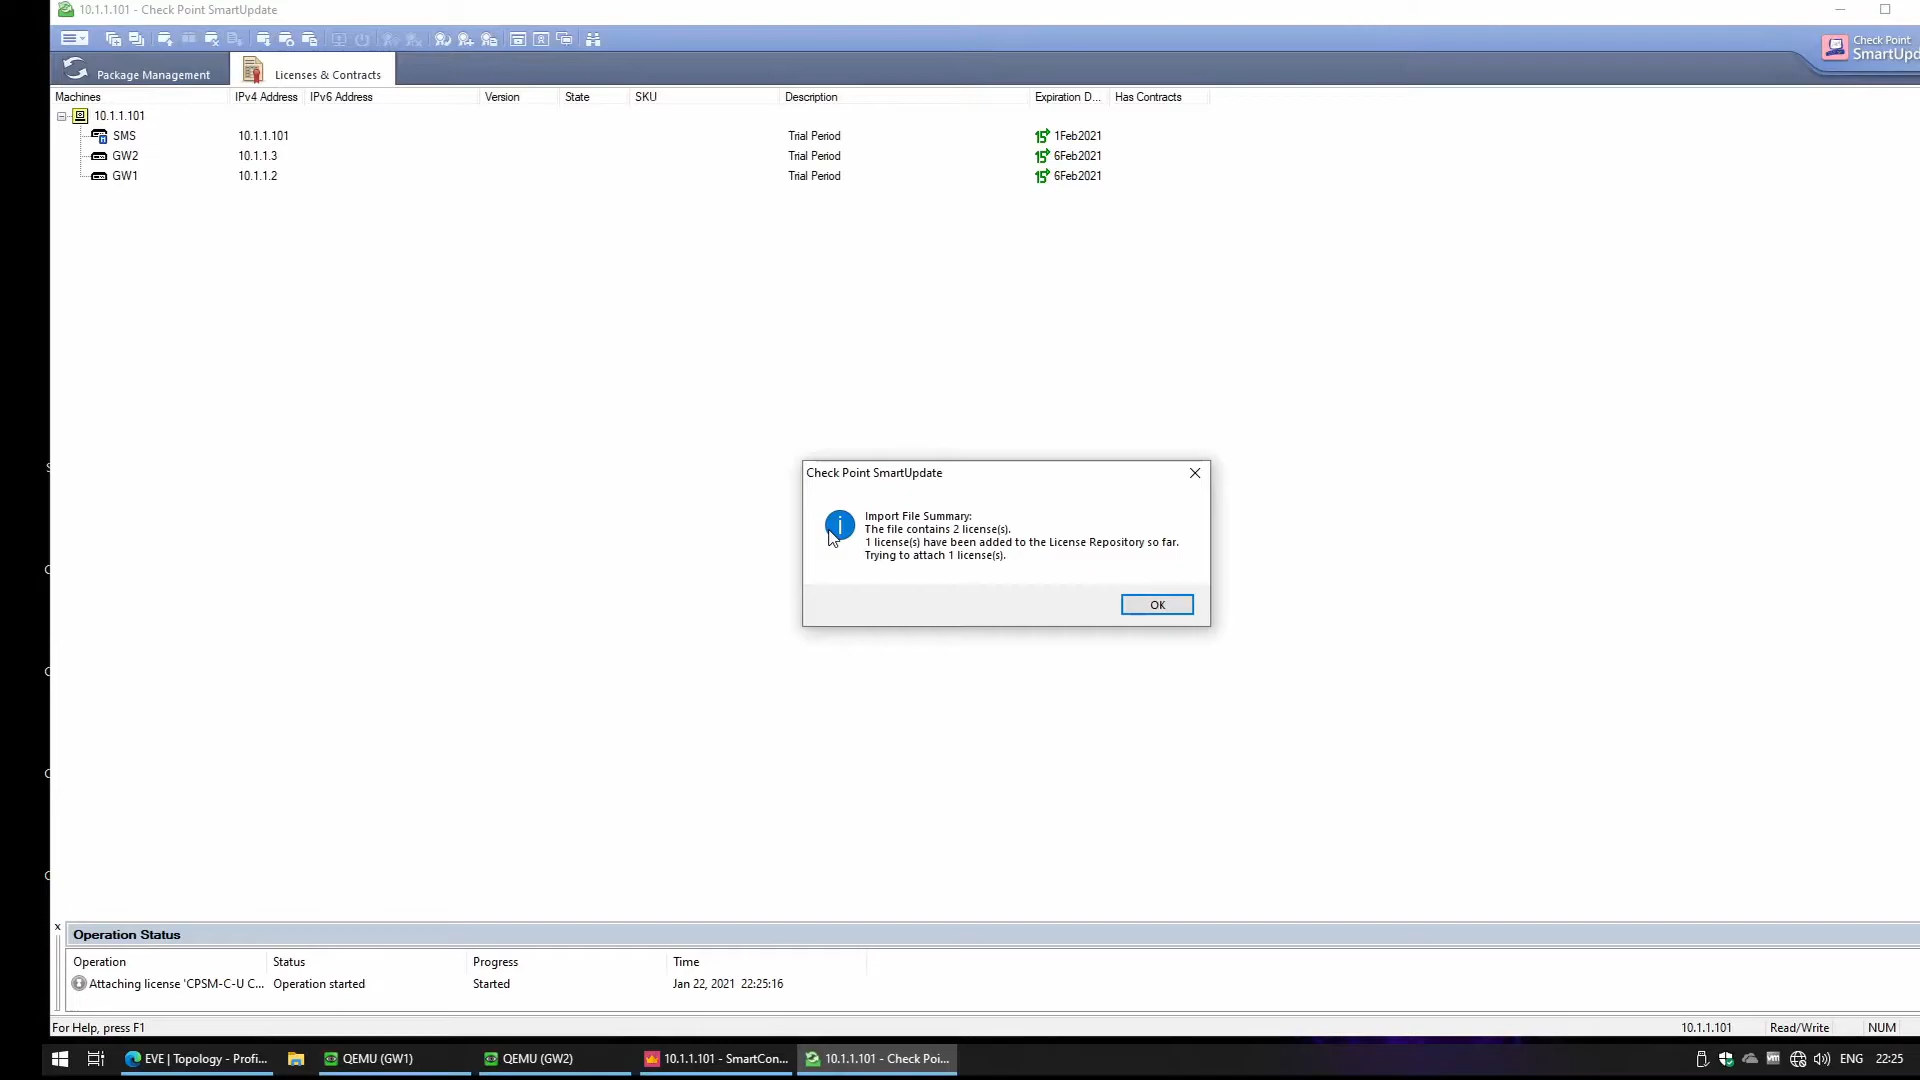 10.1.1.101 - Check Point SmartUpdate
Check Point
SmartUpd
Package Management
Licenses & Contracts
Machines IPv4 Address IPv6 Address Version State SKU Description Expiration D... Has Contracts
10.1.1.101
SMS 10.1.1.101 Trial Period 1Feb2021
GW2 10.1.1.3 Trial Period 6Feb2021
GW1 10.1.1.2 Trial Period 6Feb2021
Check Point SmartUpdate
Import File Summary:
The file contains 2 license(s).
1 license(s) have been added to the License Repository so far.
Trying to attach 1 license(s).
OK
Operation Status
Operation Status Progress Time
Attaching license 'CPSM-C-U C... Operation started Started Jan 22, 2021 22:25:16
For Help, press F1 10.1.1.101 Read/Write NUM
EVE | Topology - Profi... QEMU (GW1) QEMU (GW2) 10.1.1.101 - SmartCon... 10.1.1.101 - Check Poi... ENG 22:25